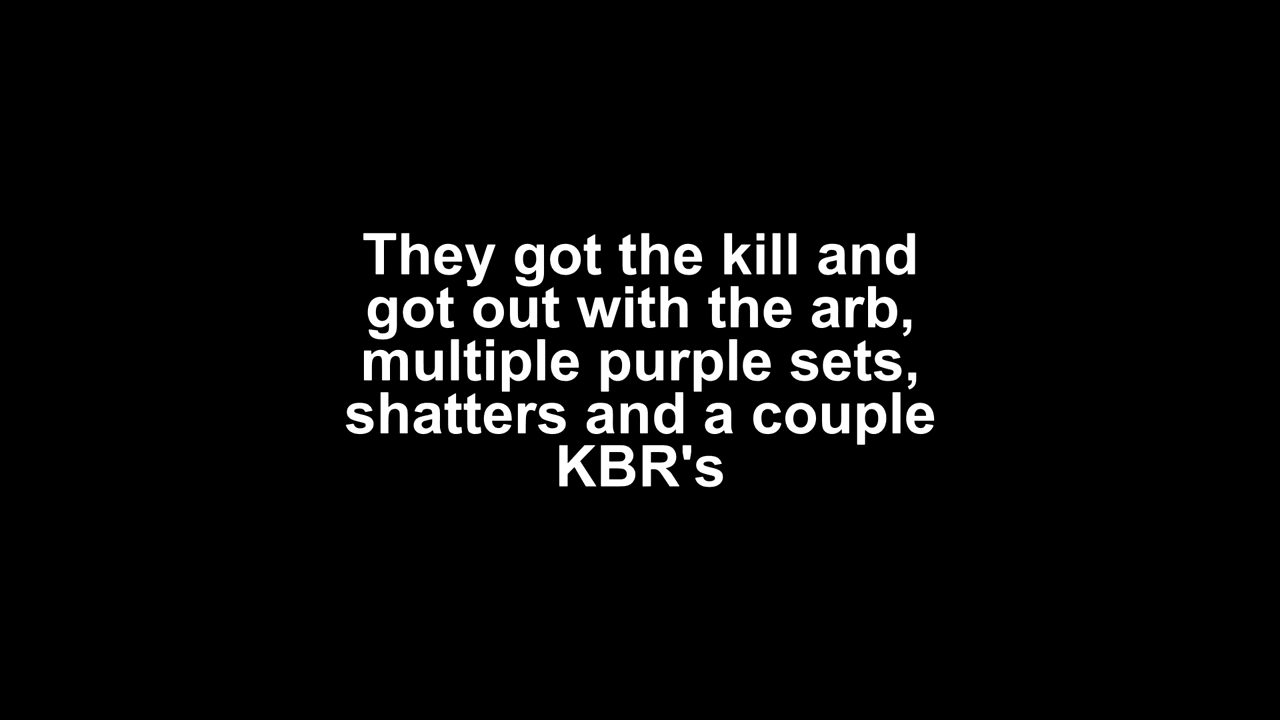 They got the kill and
got out with the arb,
multiple purple sets,
shatters and a couple
KBR's